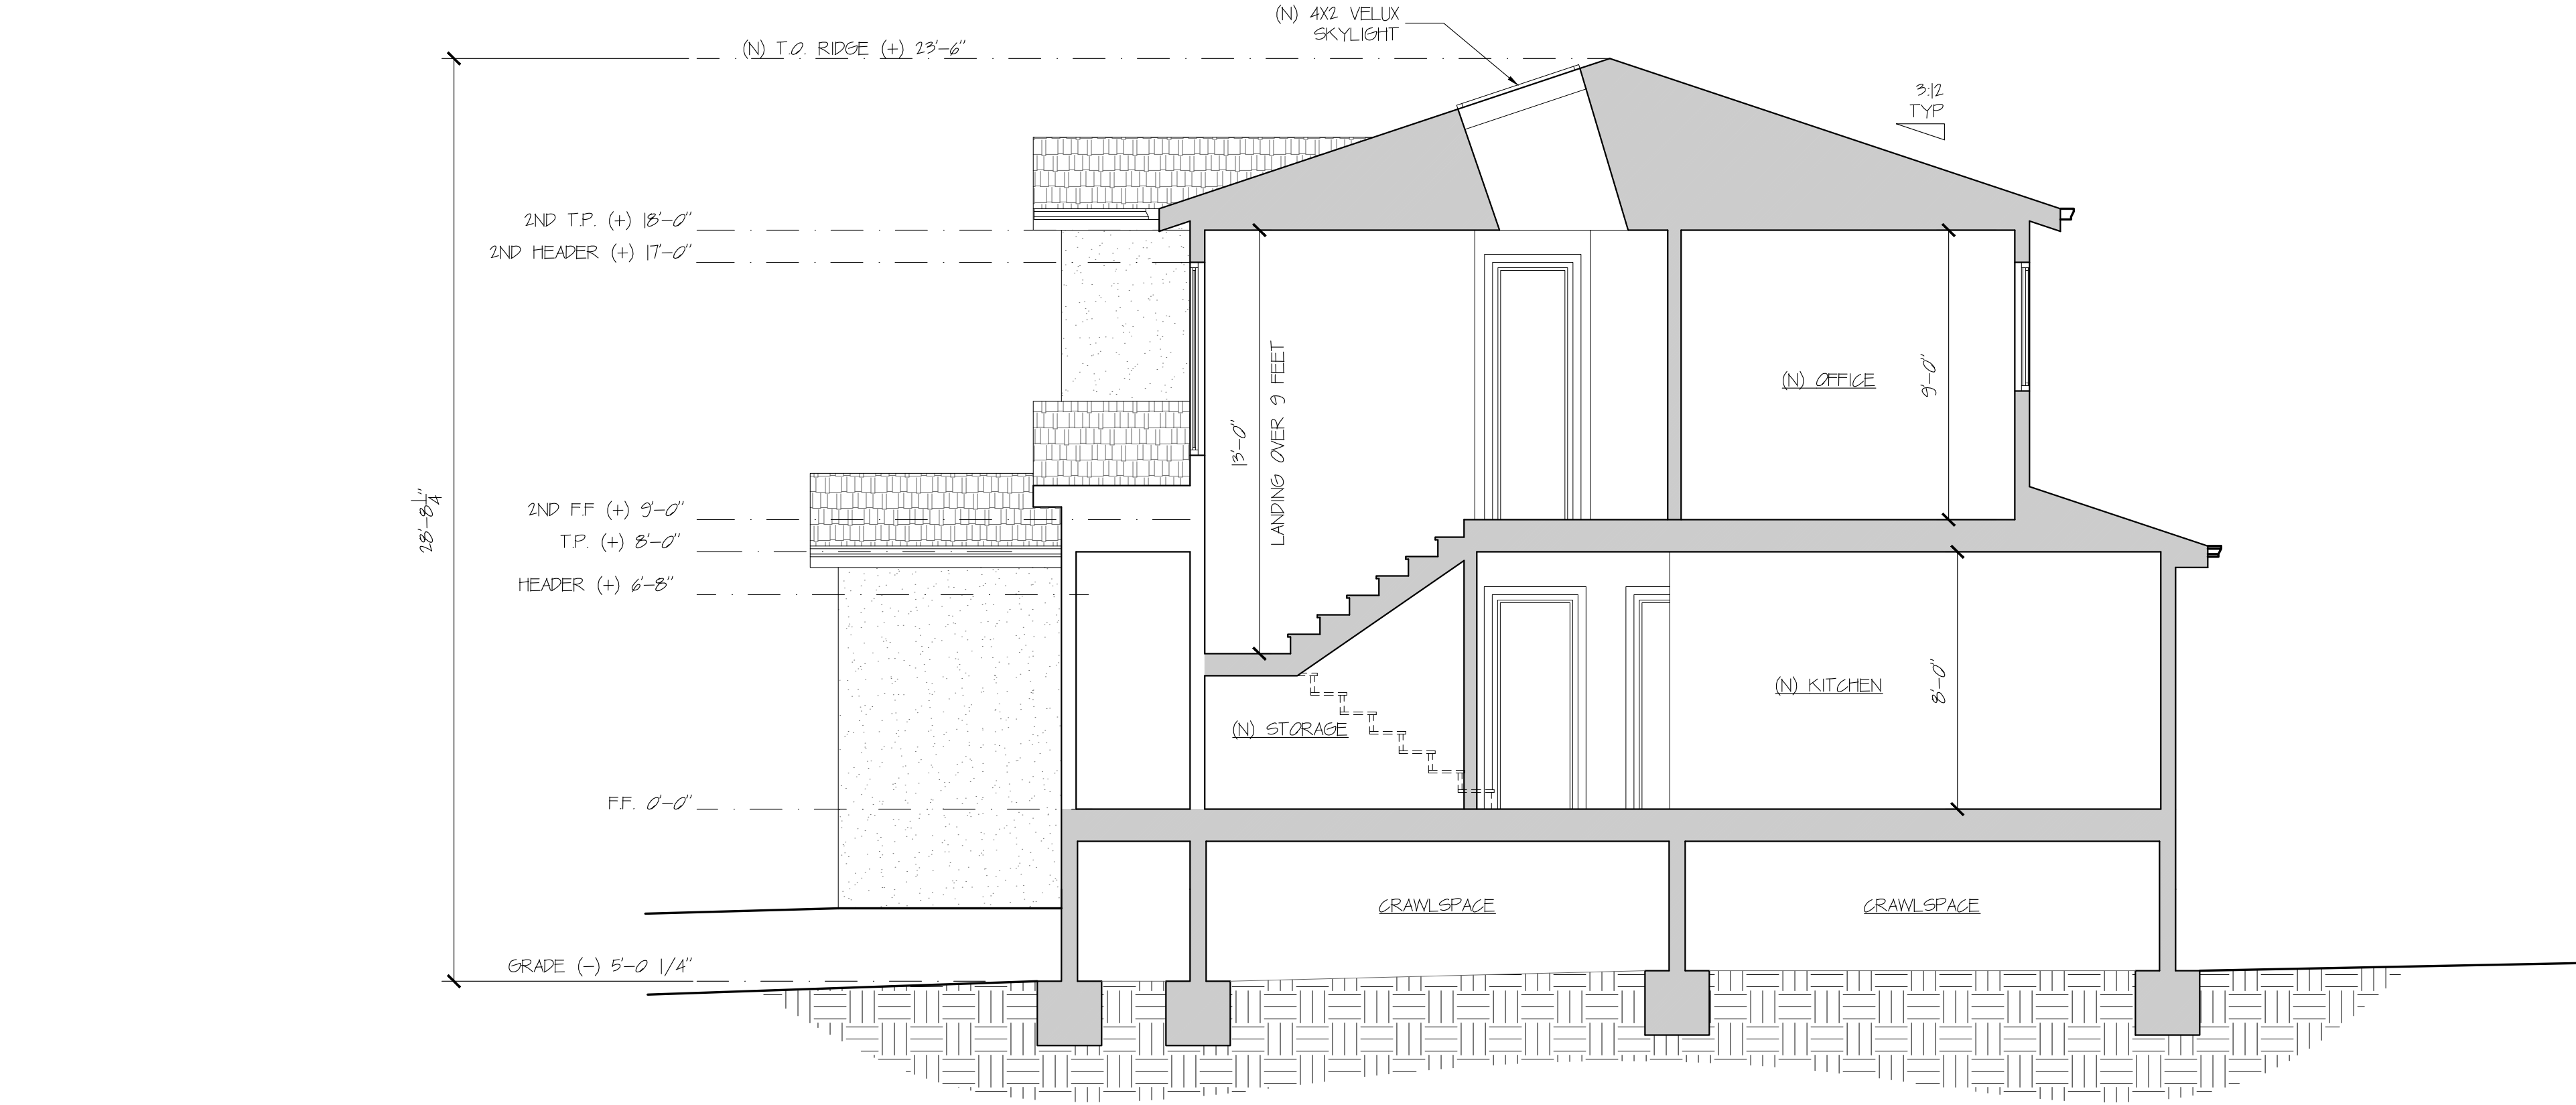 (N) 4X2 VELUX
SKYLIGHT
(N) T.O. RIDGE (+) 23'-6"
3:12
TYP
2ND T.P. (+) 18'-0"
2ND HEADER (+) 17'-0"
(N) OFFICE
9'-0"
13'-0"
LANDING OVER 9 FEET
28'-8 1/4"
2ND F.F (+) 9'-0"
T.P. (+) 8'-0"
HEADER (+) 6'-8"
(N) KITCHEN
8'-0"
(N) STORAGE
F.F. 0'-0"
CRAWLSPACE
CRAWLSPACE
GRADE (-) 5'-0 1/4"